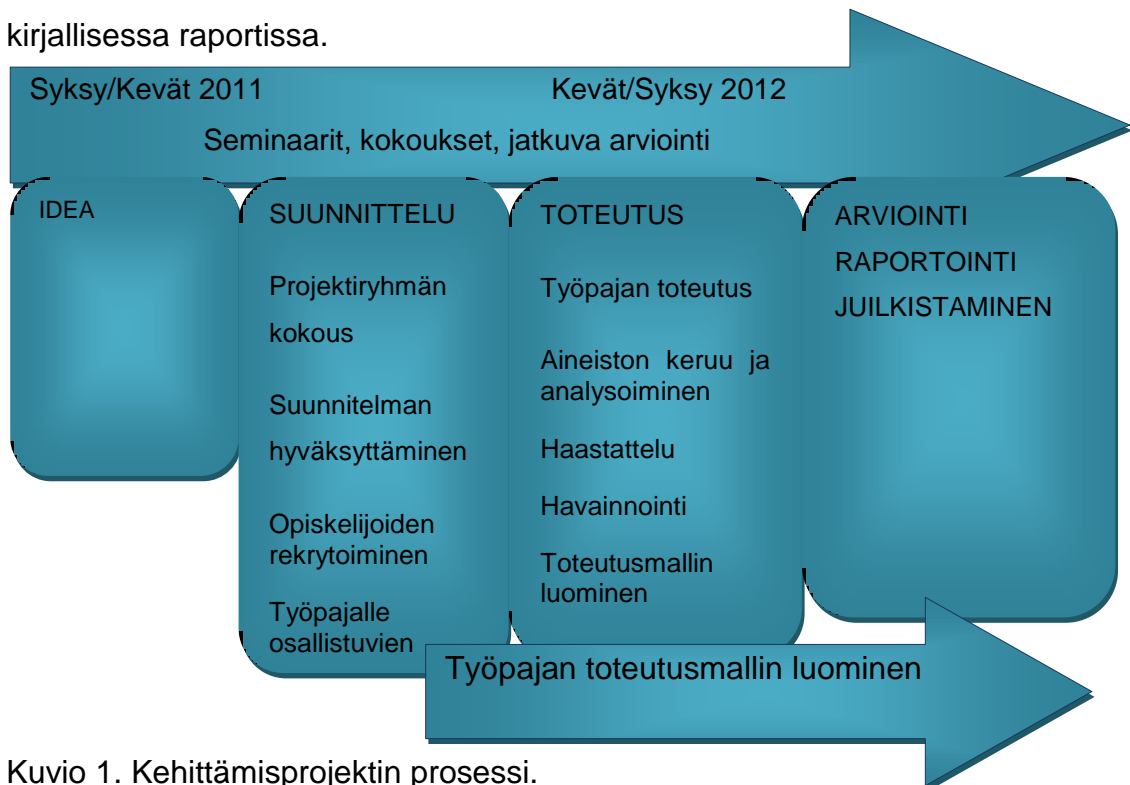 kirjallisessa raportissa.
Syksy/Kevät 2011 Kevät/Syksy 2012
Seminaarit, kokoukset, jatkuva arviointi
IDEA
SUUNNITTELU
Projektiryhmän
kokous
Suunnitelman
hyväksyttäminen
Opiskelijoiden
rekrytoiminen
Työpajalle
osallistuvien
TOTEUTUS
Työpajan toteutus
Aineiston keruu ja
analysoiminen
Haastattelu
Havainnointi
Toteutusmallin
luominen
ARVIOINTI
RAPORTOINTI
JUILKISTAMINEN
Työpajan toteutusmallin luominen
Kuvio 1. Kehittämisprojektin prosessi.